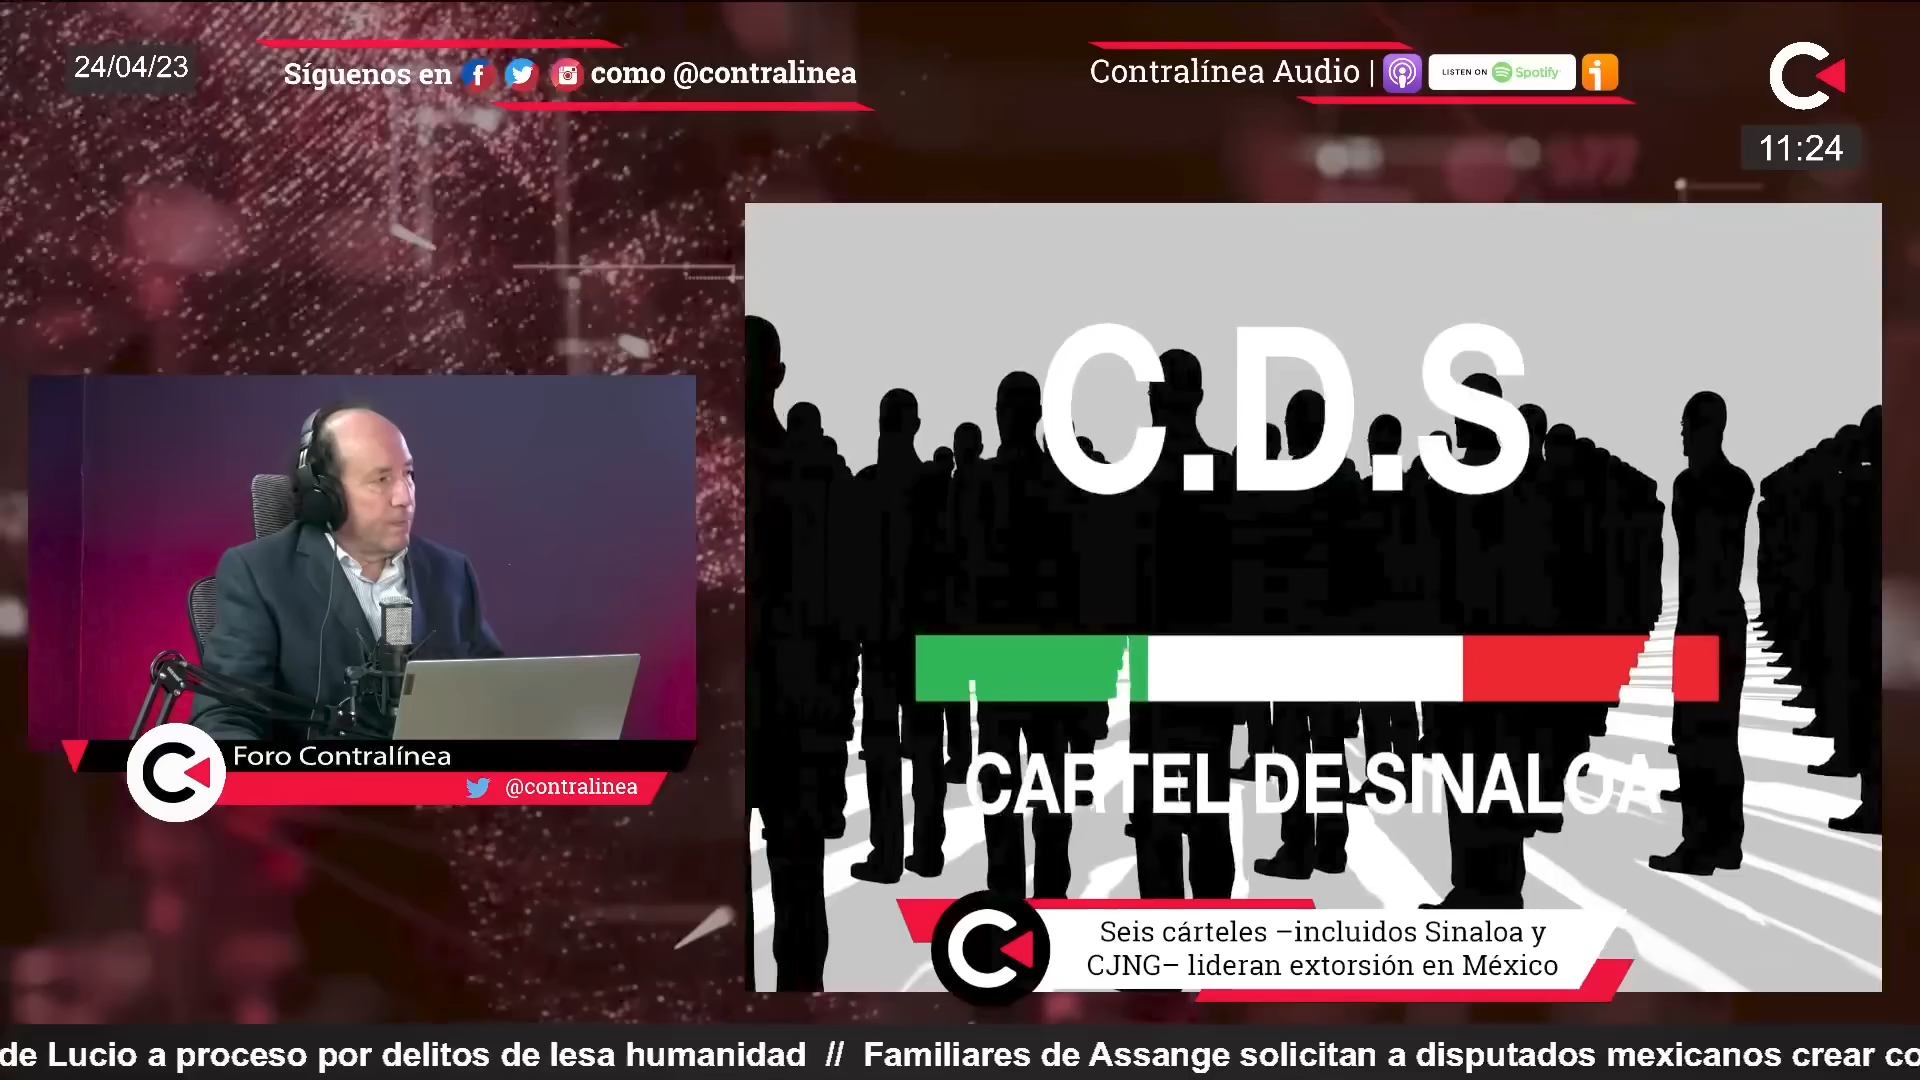 24/04/23
Síguenos en como @contralinea
Contralínea Audio |
LISTEN ON Spotify
11:24
C.D.S
CARTEL DE SINALOA
Foro Contralínea
@contralinea
Seis cárteles –incluidos Sinaloa y
CJNG– lideran extorsión en México
de Lucio a proceso por delitos de lesa humanidad // Familiares de Assange solicitan a disputados mexicanos crear co